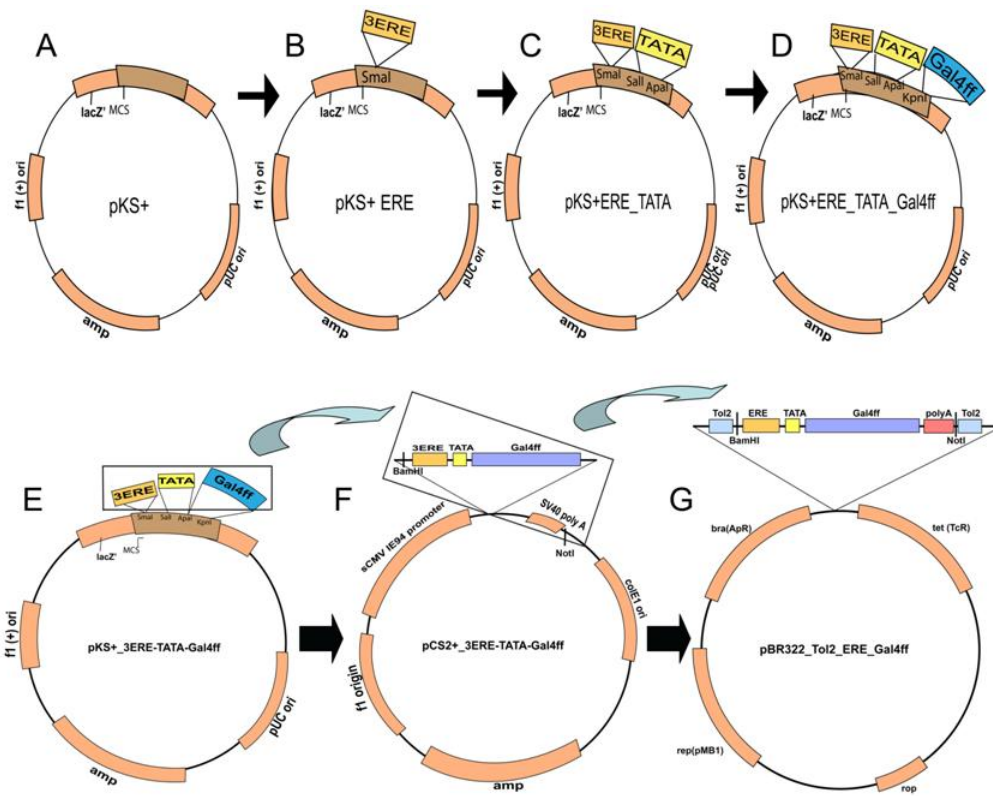 A
lacZ'
MCS
f1 (+) ori
pKS+
pUC ori
amp
B
3ERE
SmaI
lacZ'
MCS
f1 (+) ori
pKS+ ERE
pUC ori
amp
C
3ERE
TATA
SmaI
SalI
ApaI
lacZ'
MCS
f1 (+) ori
pKS+ERE_TATA
pUC ori
pUC ori
amp
D
3ERE
TATA
Gal4ff
SmaI
SalI
ApaI
KpnI
lacZ'
MCS
f1 (+) ori
pKS+ERE_TATA_Gal4ff
pUC ori
amp
E
3ERE
TATA
Gal4ff
SmaI
SalI
ApaI
KpnI
lacZ'
MCS
f1 (+) ori
pKS+_3ERE-TATA-Gal4ff
pUC ori
amp
F
3ERE
TATA
Gal4ff
BamHI
SV40 poly A
NotI
sCMV IE94 promoter
colE1 ori
pCS2+_3ERE-TATA-Gal4ff
f1 origin
amp
G
Tol2
ERE
TATA
Gal4ff
polyA
Tol2
BamHI
NotI
bra(ApR)
tet (TcR)
pBR322_Tol2_ERE_Gal4ff
rep(pMB1)
rop